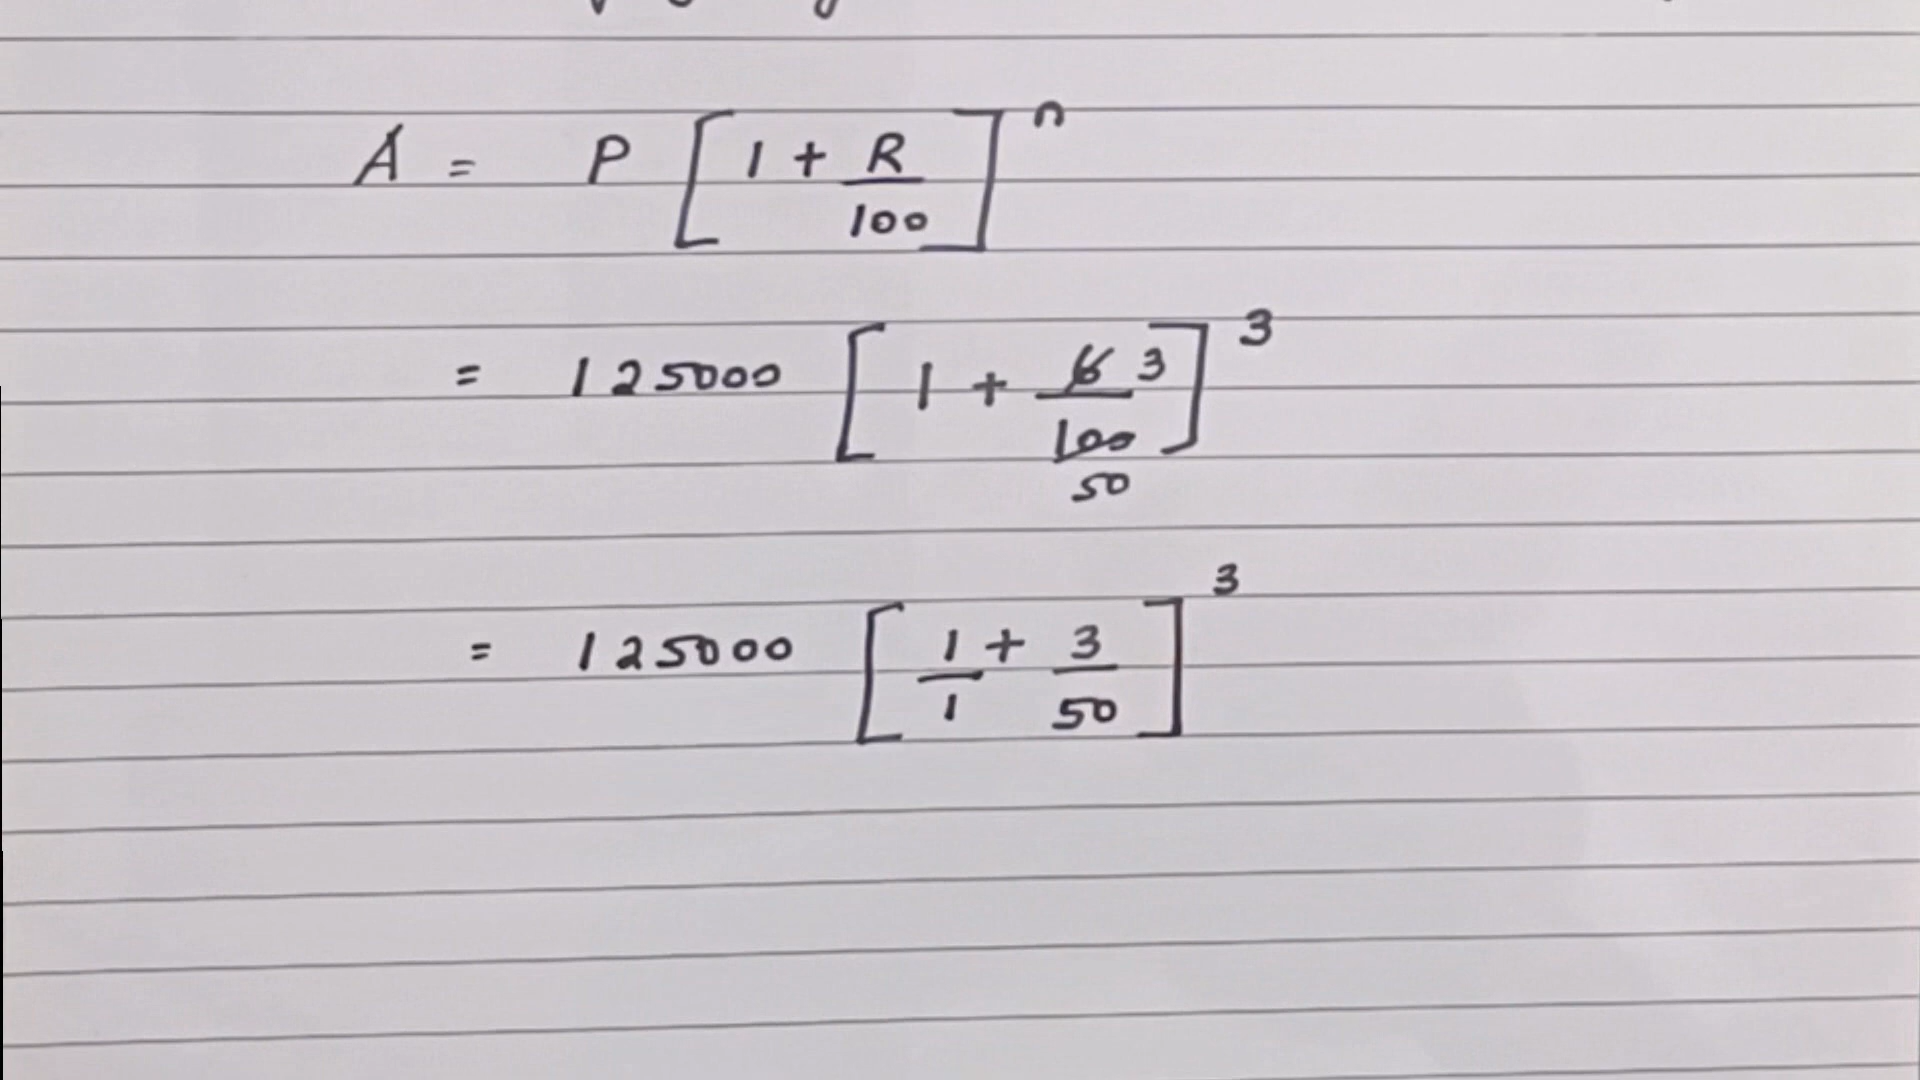 A = P [ 1 + R/100 ]^n
= 125000 [ 1 + 6 3/100 50 ]^3
= 125000 [ 1/1 + 3/50 ]^3